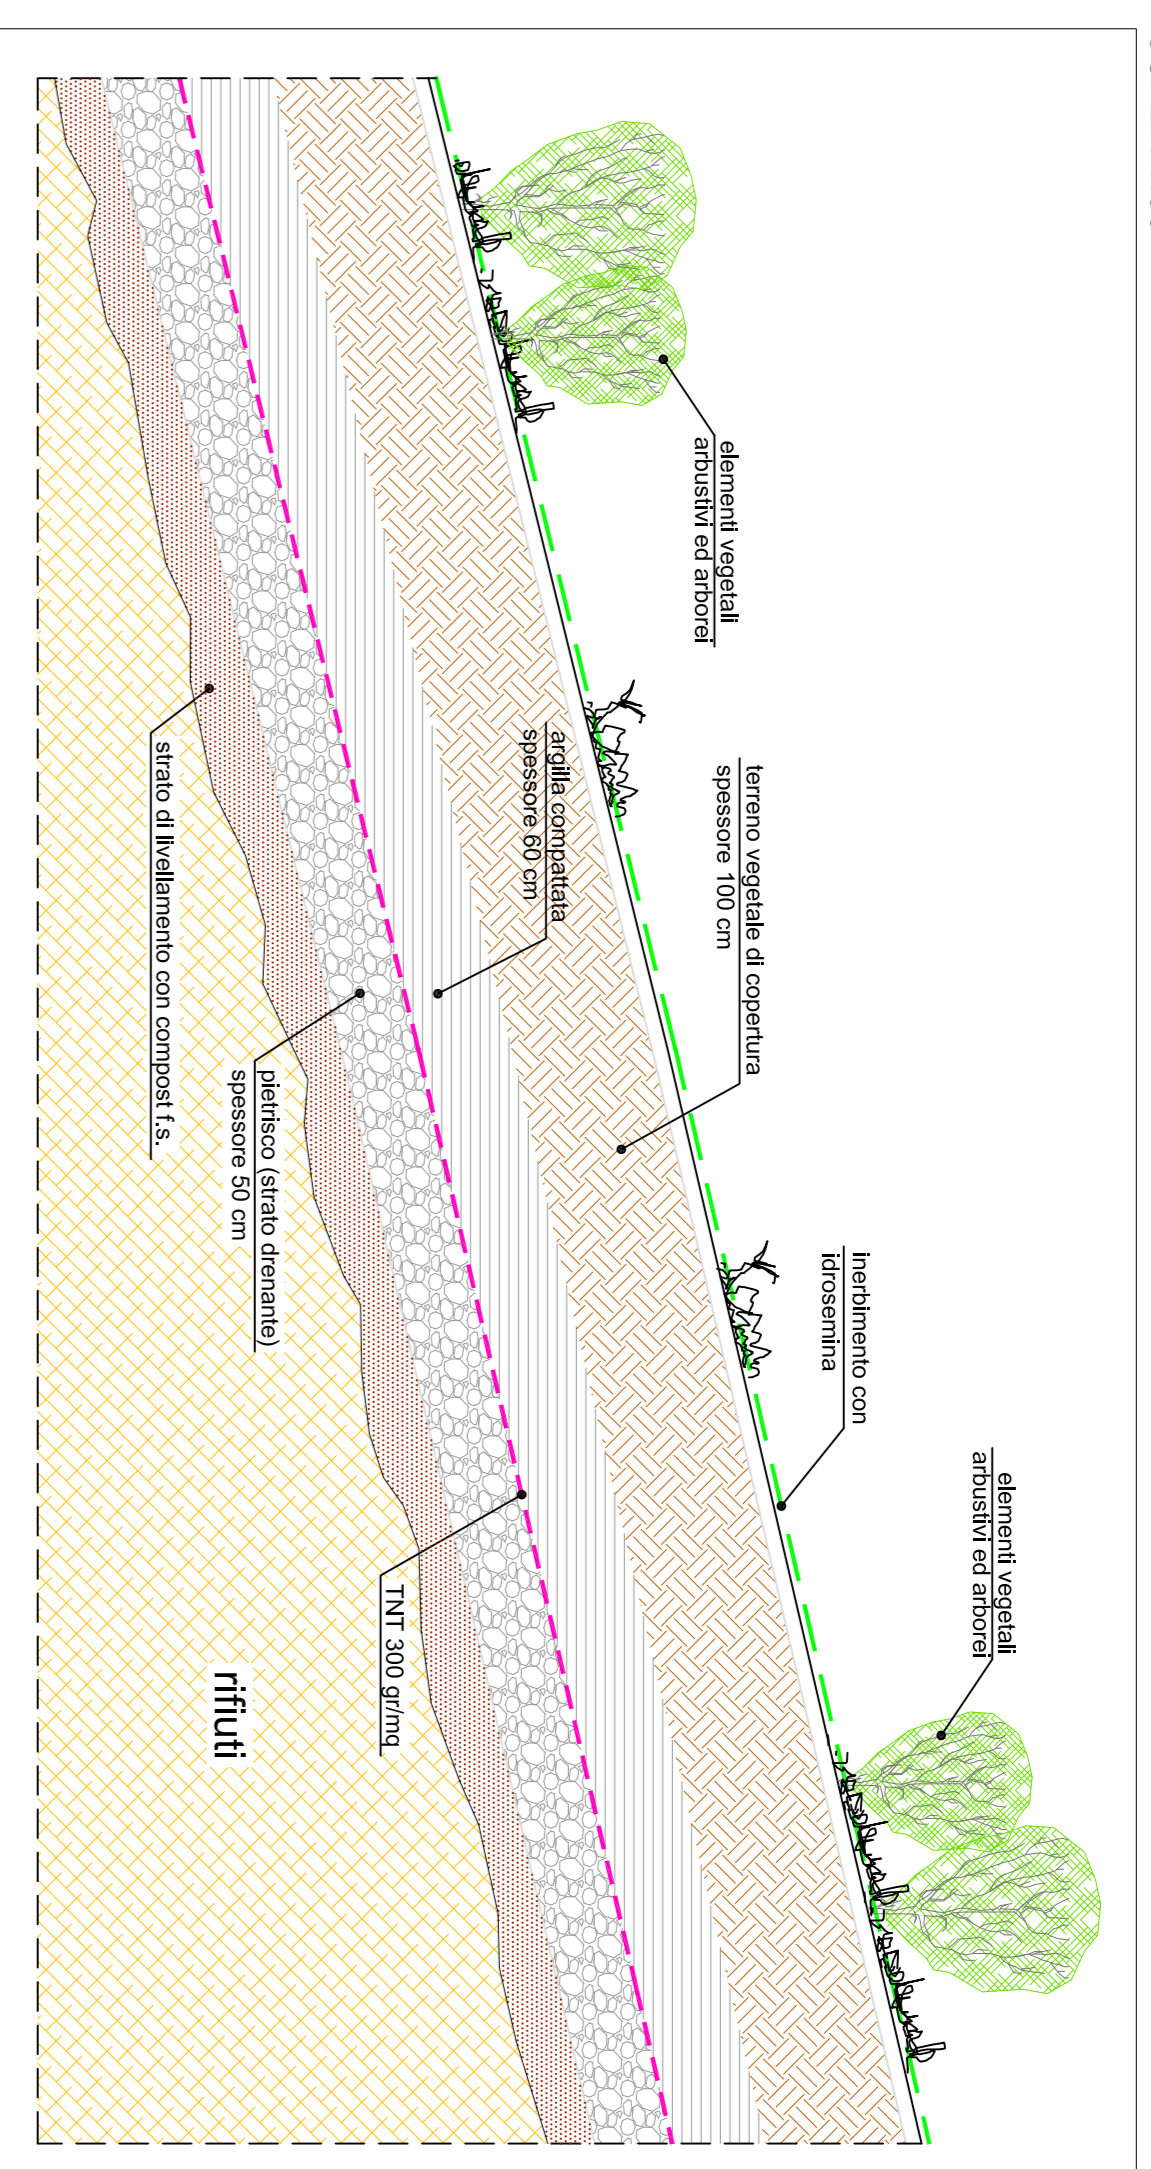 elementi vegetali
arbustivi ed arborei
terreno vegetale di copertura
spessore 100 cm
argilla compattata
spessore 60 cm
inerbimento con
idrosemina
elementi vegetali
arbustivi ed arborei
strato di livellamento con compost f.s.
pietrisco (strato drenante)
spessore 50 cm
TNT 300 gr/mq
rifiuti